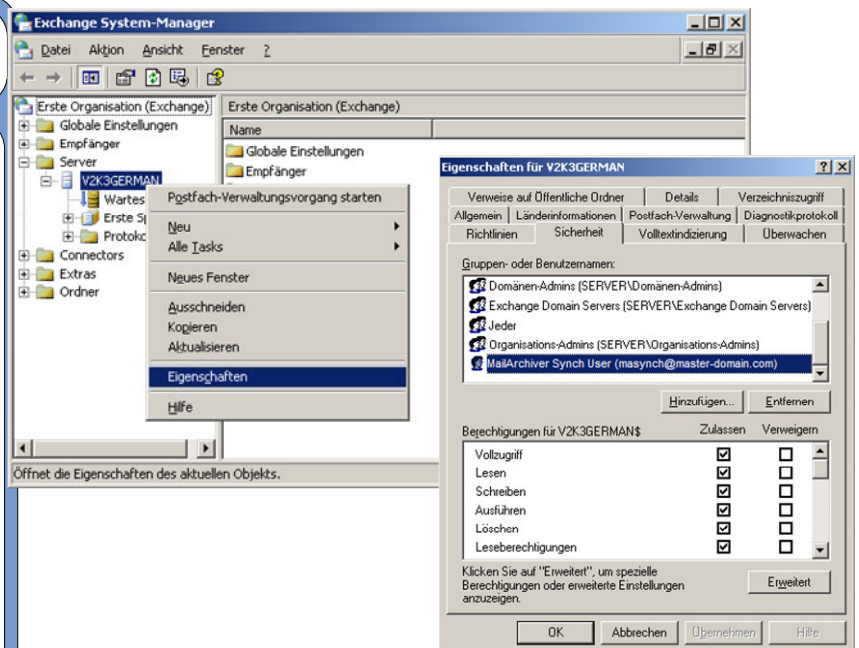 Exchange System-Manager
Datei Aktion Ansicht Fenster ?
Erste Organisation (Exchange)
Globale Einstellungen
Empfänger
Server
V2K3GERMAN
Wartes
Erste Sp
Protoko
Connectors
Extras
Ordner
Erste Organisation (Exchange)
Name
Globale Einstellungen
Empfänger
Postfach-Verwaltungsvorgang starten
Neu
Alle Tasks
Neues Fenster
Ausschneiden
Kopieren
Aktualisieren
Eigenschaften
Hilfe
Öffnet die Eigenschaften des aktuellen Objekts.
Eigenschaften für V2K3GERMAN
Verweise auf Öffentliche Ordner Details Verzeichniszugriff
Allgemein Länderinformationen Postfach-Verwaltung Diagnostikprotokoll
Richtlinien Sicherheit Volltextindizierung Überwachen
Gruppen- oder Benutzernamen:
Domänen-Admins (SERVER\Domänen-Admins)
Exchange Domain Servers (SERVER\Exchange Domain Servers)
Jeder
Organisations-Admins (SERVER\Organisations-Admins)
MailArchiver Synch User (masynch@master-domain.com)
Hinzufügen... Entfernen
Berechtigungen für V2K3GERMAN$ Zulassen Verweigern
Vollzugriff
Lesen
Schreiben
Ausführen
Löschen
Leseberechtigungen
Klicken Sie auf "Erweitert", um spezielle
Berechtigungen oder erweiterte Einstellungen
anzuzeigen.
Erweitert
OK Abbrechen Übernehmen Hilfe